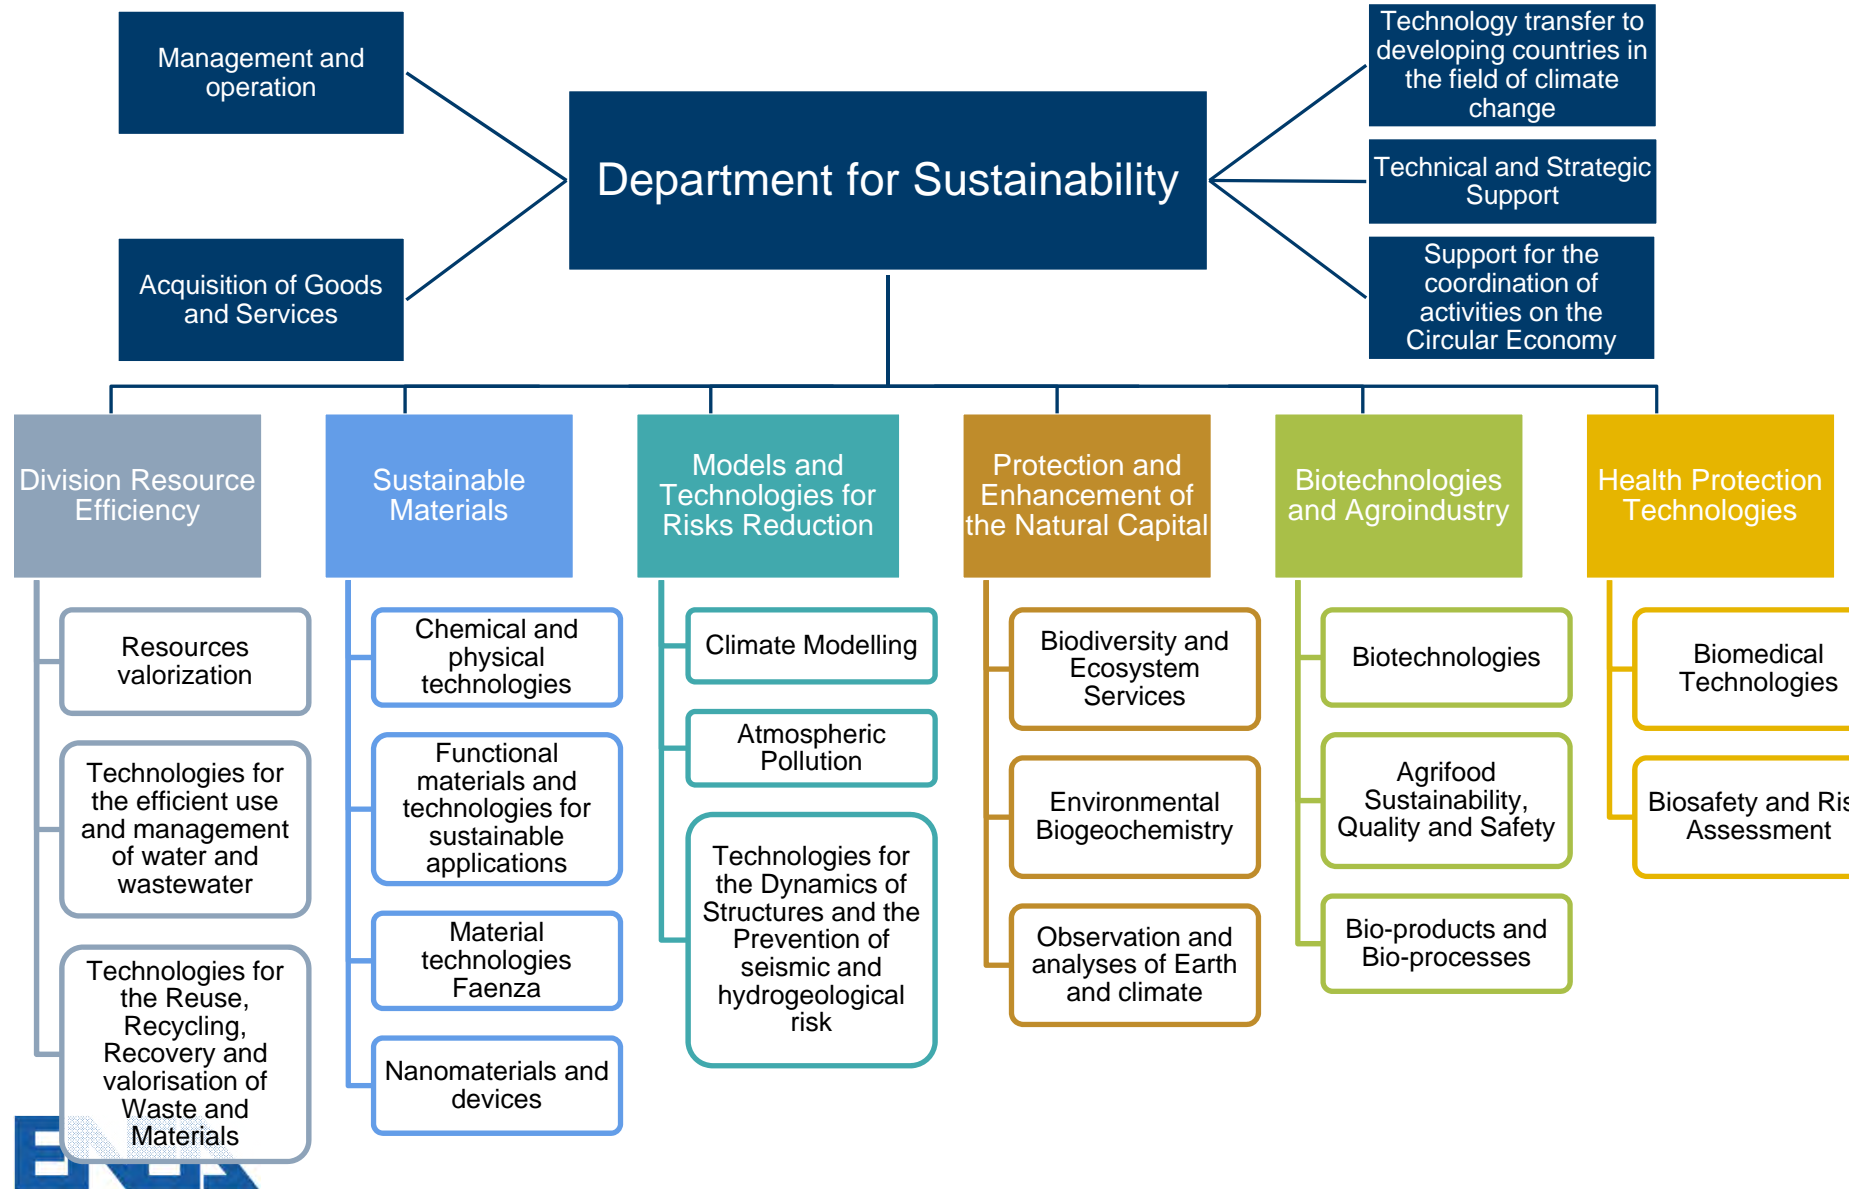 Management and
operation
Technology transfer to
developing countries in
the field of climate
change
Department for Sustainability
Technical and Strategic
Support
Acquisition of Goods
and Services
Support for the
coordination of
activities on the
Circular Economy
Division Resource
Efficiency
Resources
valorization
Technologies for
the efficient use
and management
of water and
wastewater
Technologies for
the Reuse,
Recycling,
Recovery and
valorisation of
Waste and
Materials
Sustainable
Materials
Chemical and
physical
technologies
Functional
materials and
technologies for
sustainable
applications
Material
technologies
Faenza
Nanomaterials and
devices
Models and
Technologies for
Risks Reduction
Climate Modelling
Atmospheric
Pollution
Technologies for
the Dynamics of
Structures and the
Prevention of
seismic and
hydrogeological
risk
Protection and
Enhancement of
the Natural Capital
Biodiversity and
Ecosystem
Services
Environmental
Biogeochemistry
Observation and
analyses of Earth
and climate
Biotechnologies
and Agroindustry
Biotechnologies
Agrifood
Sustainability,
Quality and Safety
Bio-products and
Bio-processes
Health Protection
Technologies
Biomedical
Technologies
Biosafety and
Assessment